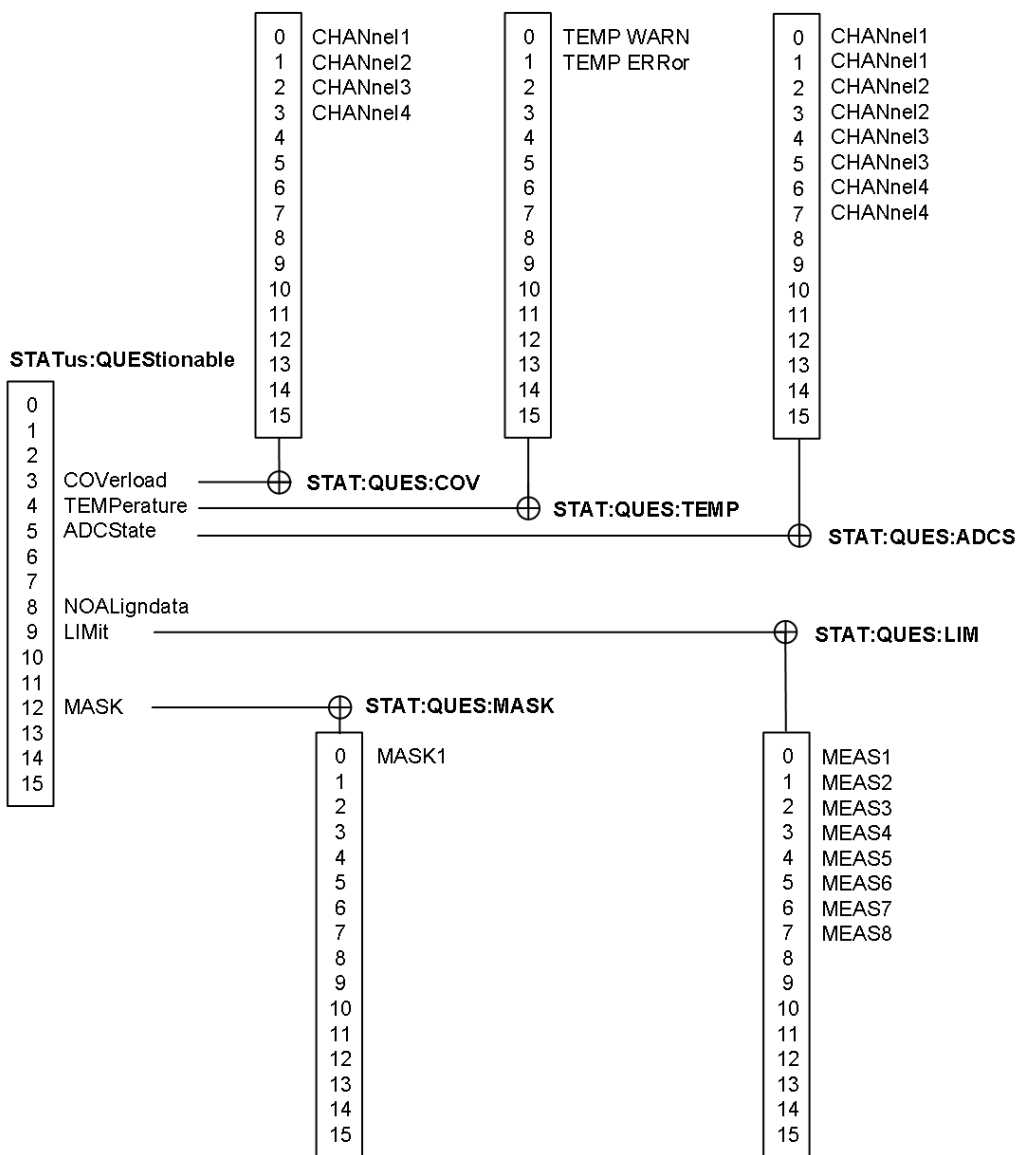 0 CHANnel1
1 CHANnel2
2 CHANnel3
3 CHANnel4
4
5
6
7
8
9
10
11
12
13
14
15
0 TEMP WARN
1 TEMP ERRor
2
3
4
5
6
7
8
9
10
11
12
13
14
15
0 CHANnel1
1 CHANnel1
2 CHANnel2
3 CHANnel2
4 CHANnel3
5 CHANnel3
6 CHANnel4
7 CHANnel4
8
9
10
11
12
13
14
15
STATus:QUEStionable
0
1
2
3 COVerload
4 TEMPerature
5 ADCState
6
7
8 NOALigndata
9 LIMit
10
11
12 MASK
13
14
15
STAT:QUES:COV
STAT:QUES:TEMP
STAT:QUES:ADCS
STAT:QUES:LIM
STAT:QUES:MASK
0 MASK1
1
2
3
4
5
6
7
8
9
10
11
12
13
14
15
0 MEAS1
1 MEAS2
2 MEAS3
3 MEAS4
4 MEAS5
5 MEAS6
6 MEAS7
7 MEAS8
8
9
10
11
12
13
14
15